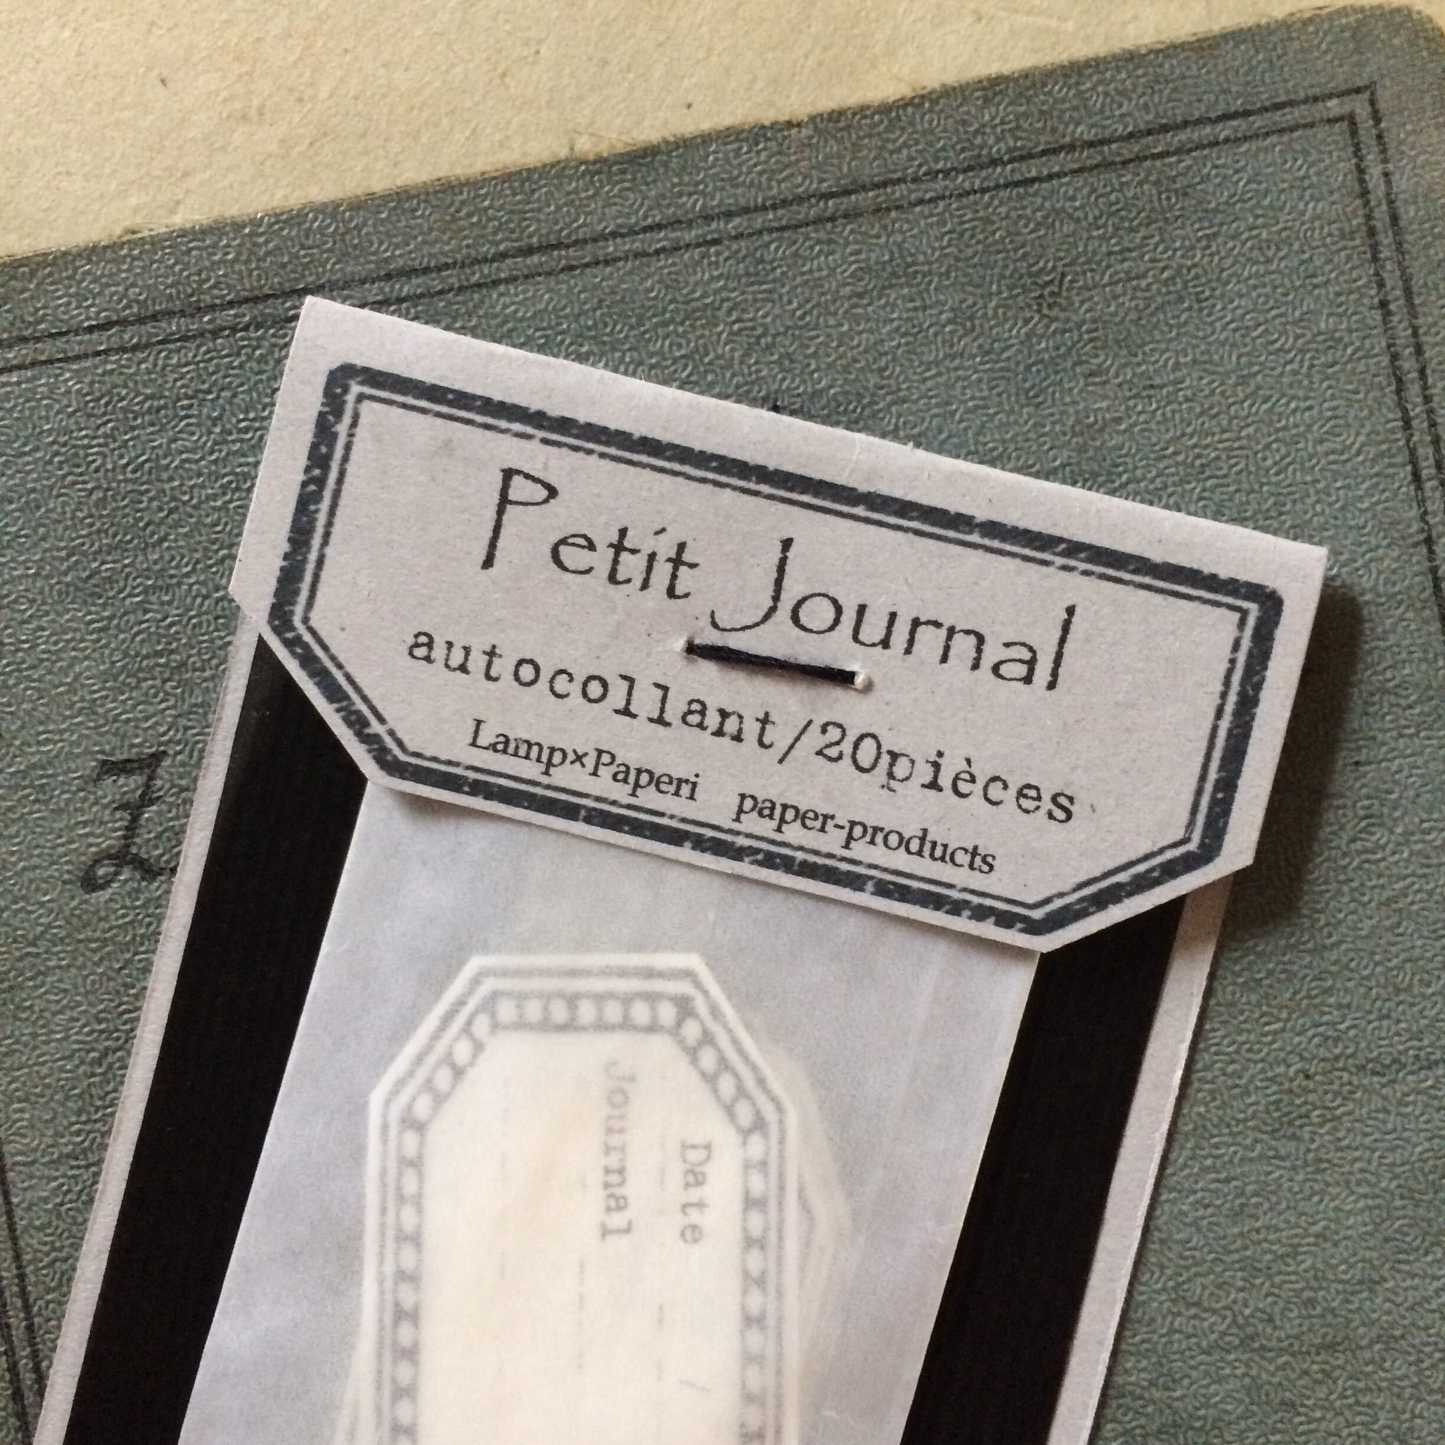 Petit Journal
autocollant/20pièces
Lamp×Paperi paper-products
Date /
Journal